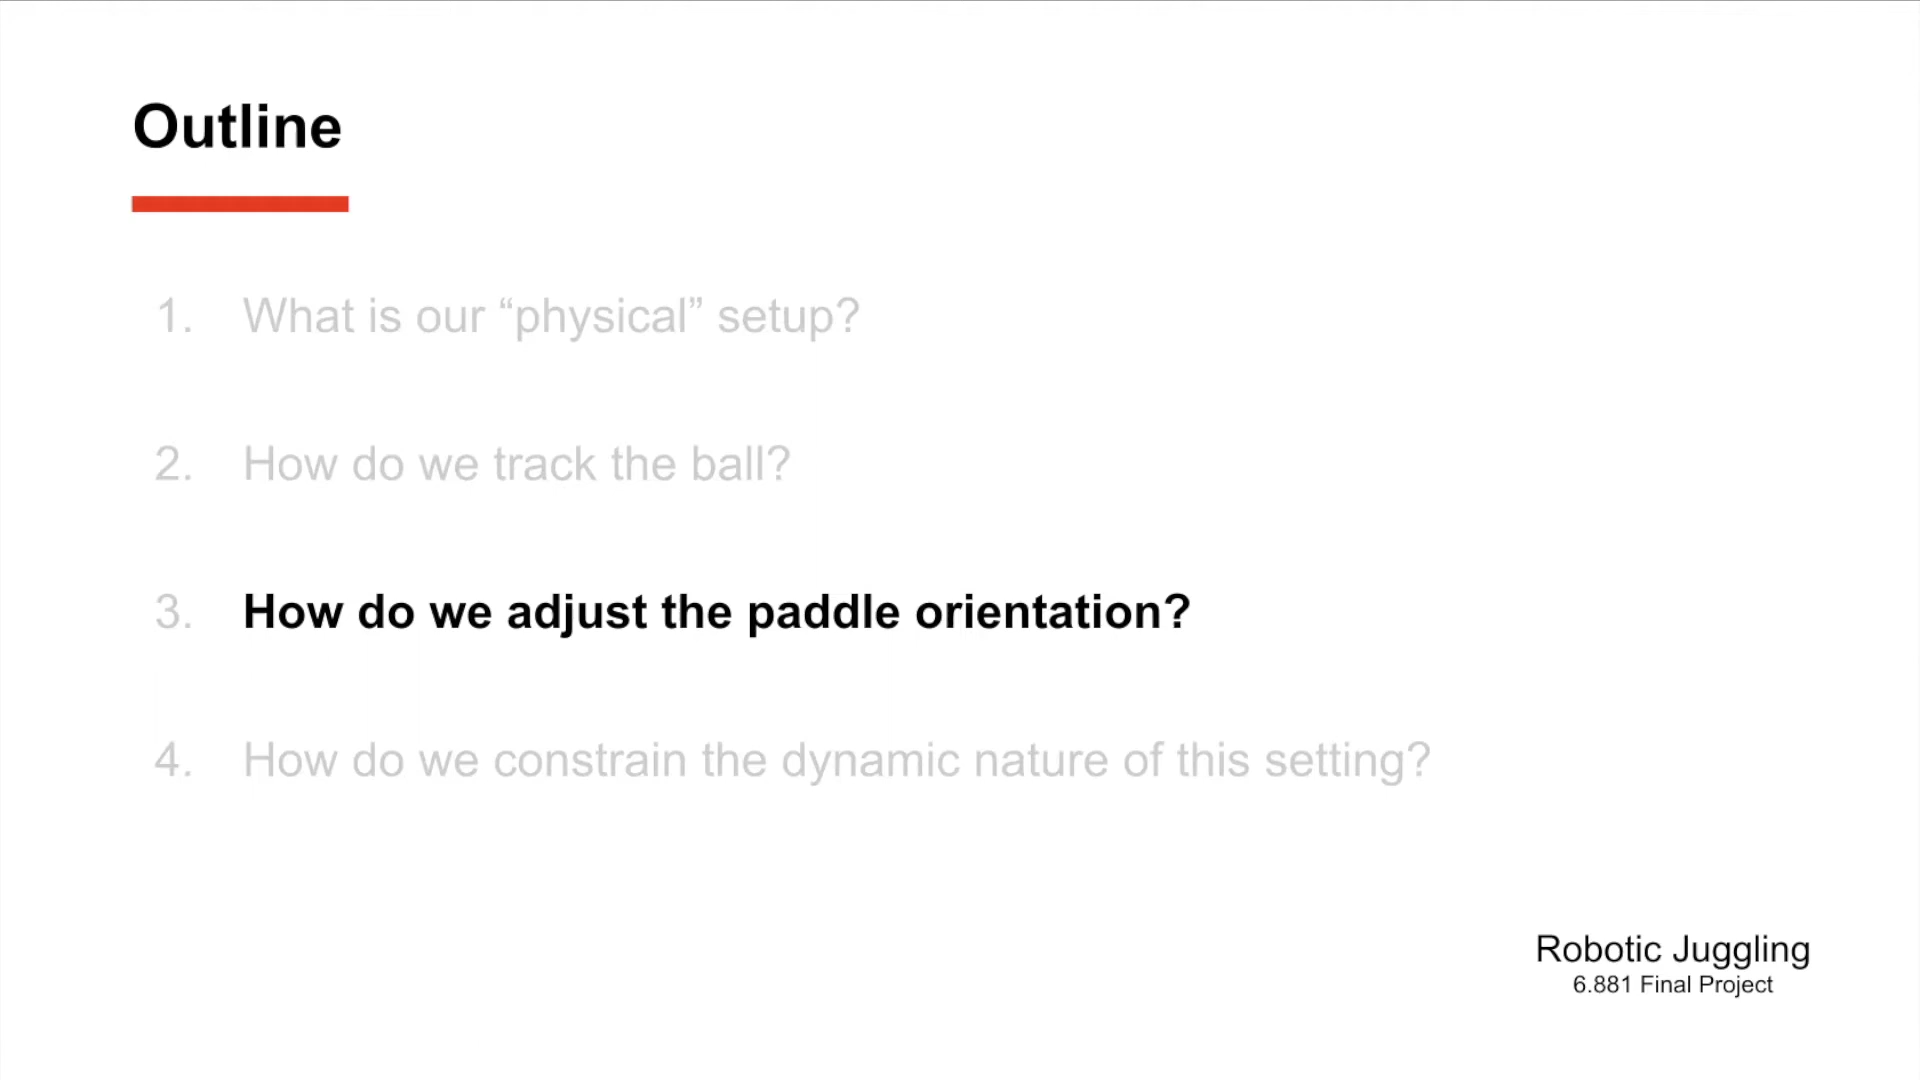 Outline
1. What is our “physical” setup?
2. How do we track the ball?
3. How do we adjust the paddle orientation?
4. How do we constrain the dynamic nature of this setting?
Robotic Juggling
6.881 Final Project